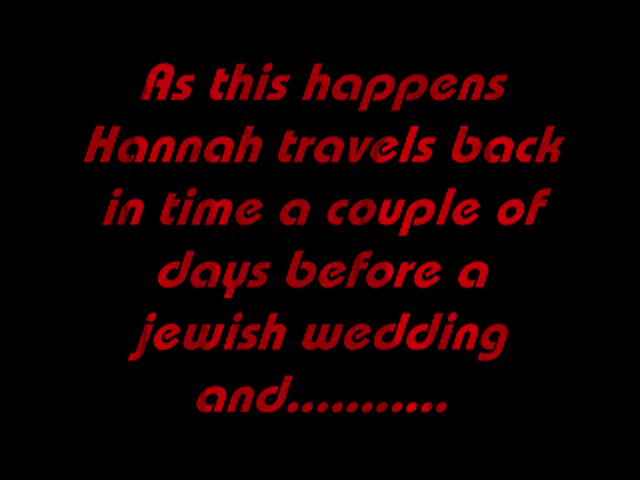 As this happens
Hannah travels back
in time a couple of
days before a
jewish wedding
and...........